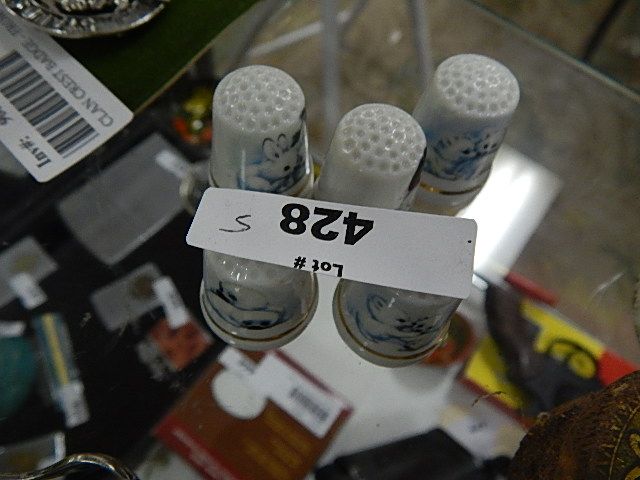 Lot #
428
5
CLAN CREST BADGE
Inv#: